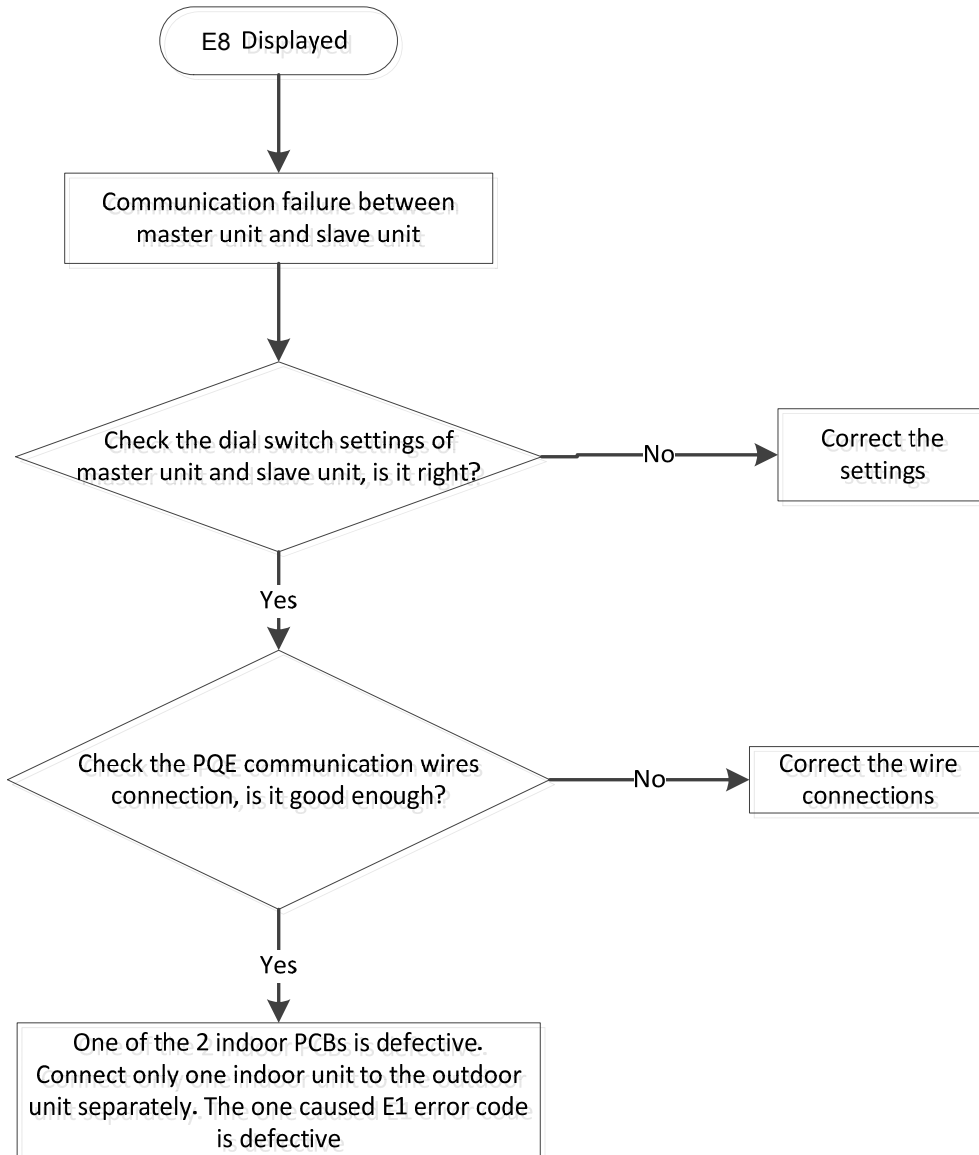 E8 Displayed
Communication failure between
master unit and slave unit
Check the dial switch settings of
master unit and slave unit, is it right?
No
Correct the
settings
Yes
Check the PQE communication wires
connection, is it good enough?
No
Correct the wire
connections
Yes
One of the 2 indoor PCBs is defective.
Connect only one indoor unit to the outdoor
unit separately. The one caused E1 error code
is defective